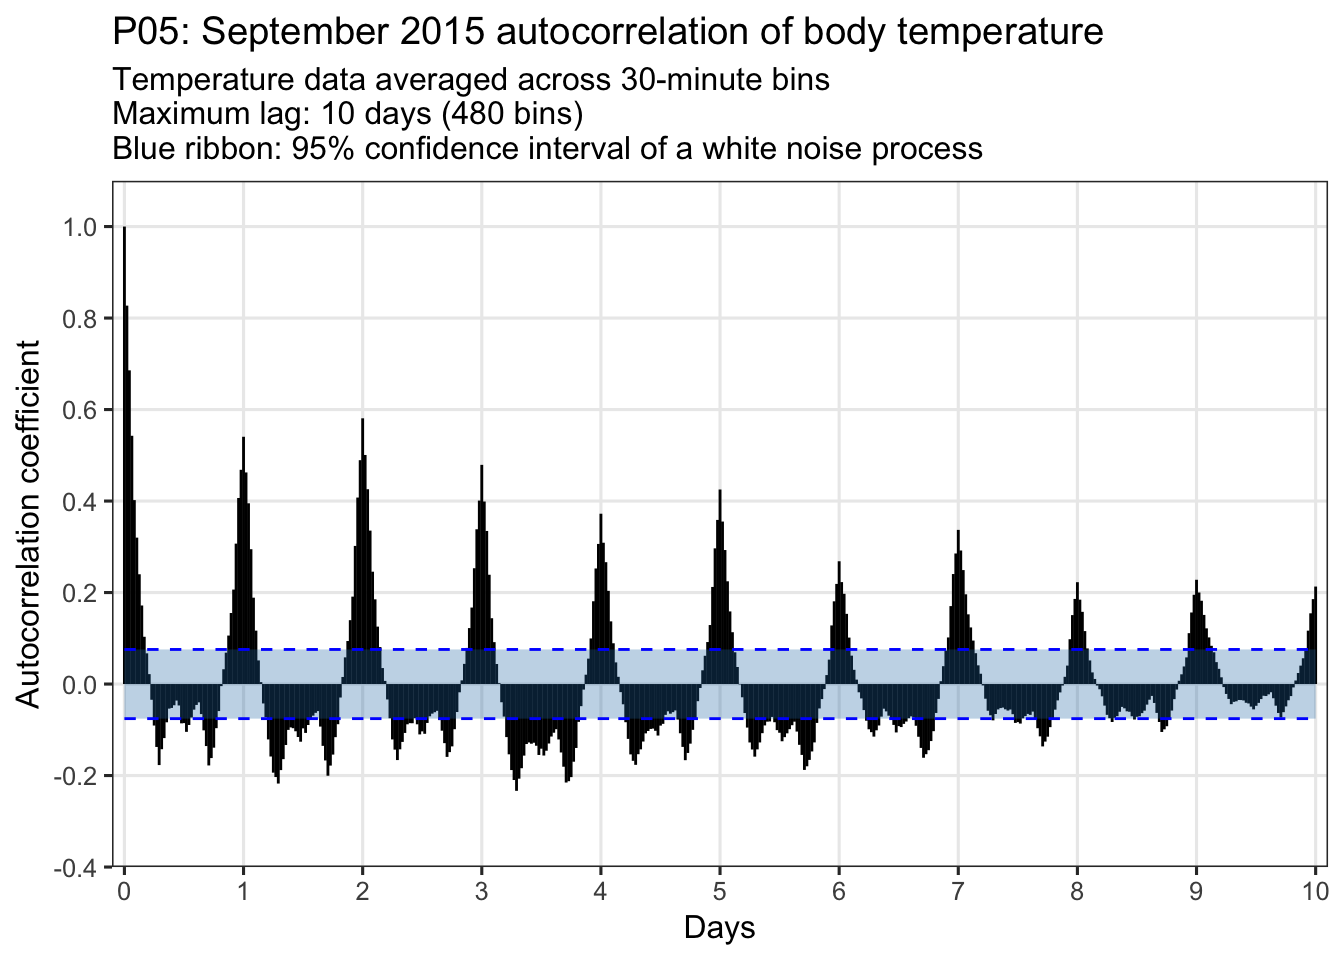 P05: September 2015 autocorrelation of body temperature
Temperature data averaged across 30-minute bins
Maximum lag: 10 days (480 bins)
Blue ribbon: 95% confidence interval of a white noise process
Autocorrelation coefficient
1.0
0.8
0.6
0.4
0.2
0.0
-0.2
-0.4
0 1 2 3 4 5 6 7 8 9 10
Days